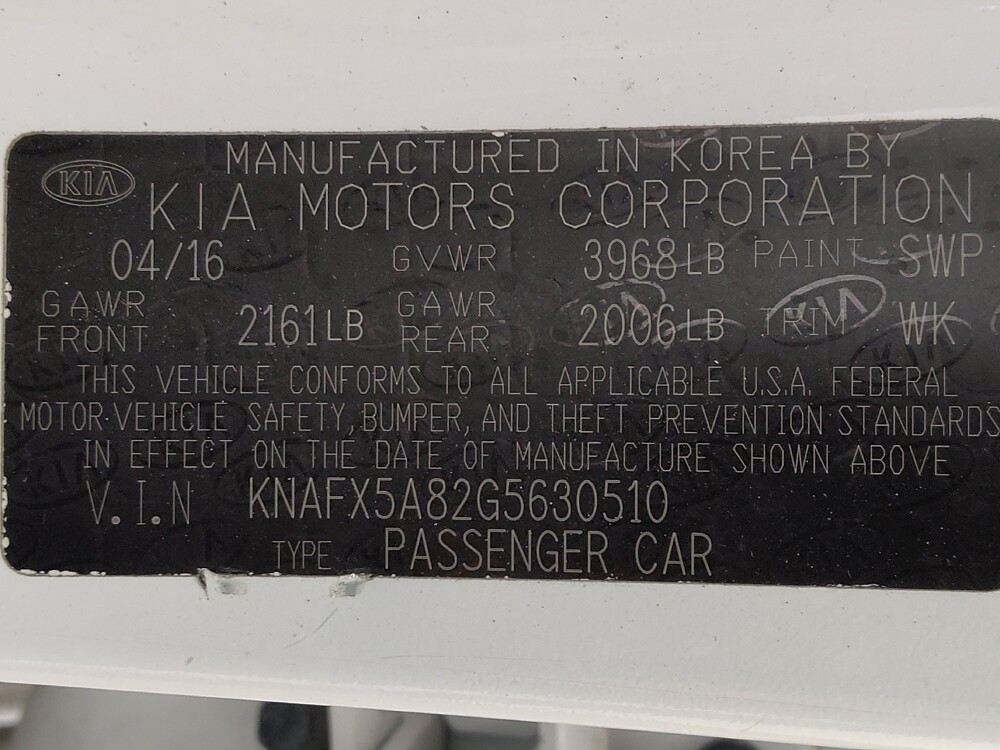 MANUFACTURED IN KOREA BY
KIA
KIA MOTORS CORPORATION
04/16 GVWR 3968LB PAINT SWP
GAWR FRONT 2161LB GAWR REAR 2006LB TRIM WK
THIS VEHICLE CONFORMS TO ALL APPLICABLE U.S.A. FEDERAL
MOTOR-VEHICLE SAFETY, BUMPER, AND THEFT PREVENTION STANDARDS
IN EFFECT ON THE DATE OF MANUFACTURE SHOWN ABOVE
V.I.N KNAFX5A82G5630510
TYPE PASSENGER CAR